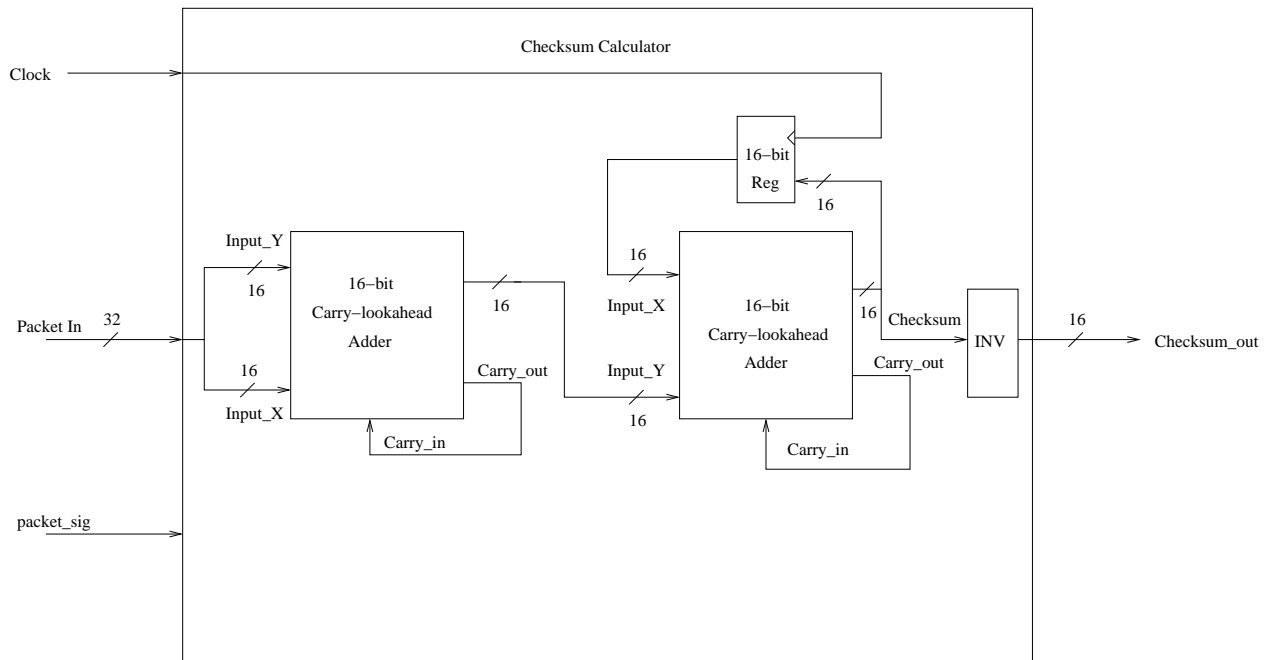 Checksum Calculator
Clock
16−bit
Reg
16
Input_Y
16
16−bit
Carry−lookahead
Adder
16
16
Input_X
16−bit
Carry−lookahead
Adder
16
Checksum
INV
16
Checksum_out
Packet In
32
16
Input_X
Carry_out
Carry_in
Input_Y
16
Carry_out
Carry_in
packet_sig